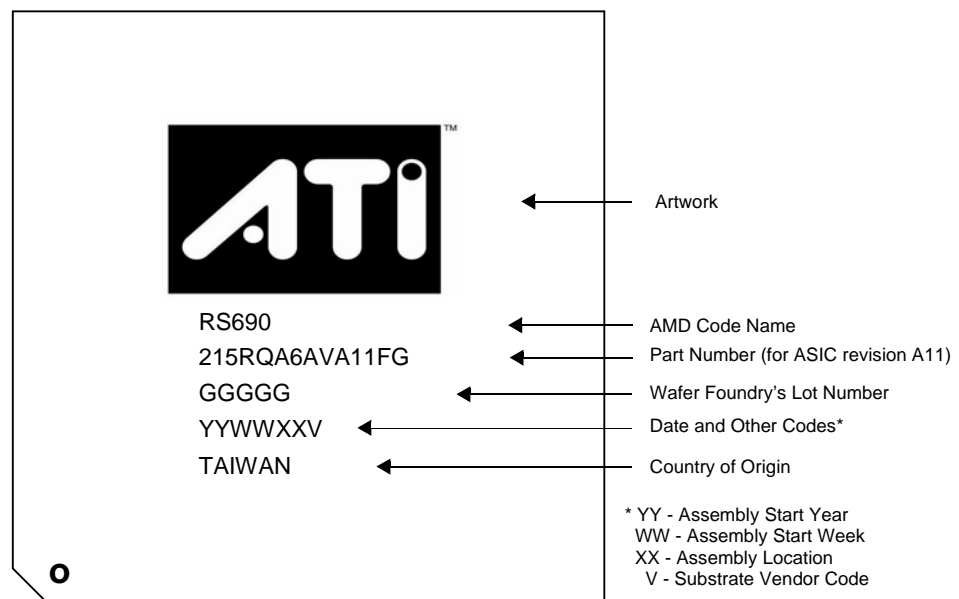 ATI™
Artwork
RS690
AMD Code Name
215RQA6AVA11FG
Part Number (for ASIC revision A11)
GGGGG
Wafer Foundry's Lot Number
YYWWXXV
Date and Other Codes*
TAIWAN
Country of Origin
* YY - Assembly Start Year
WW - Assembly Start Week
XX - Assembly Location
V - Substrate Vendor Code
o